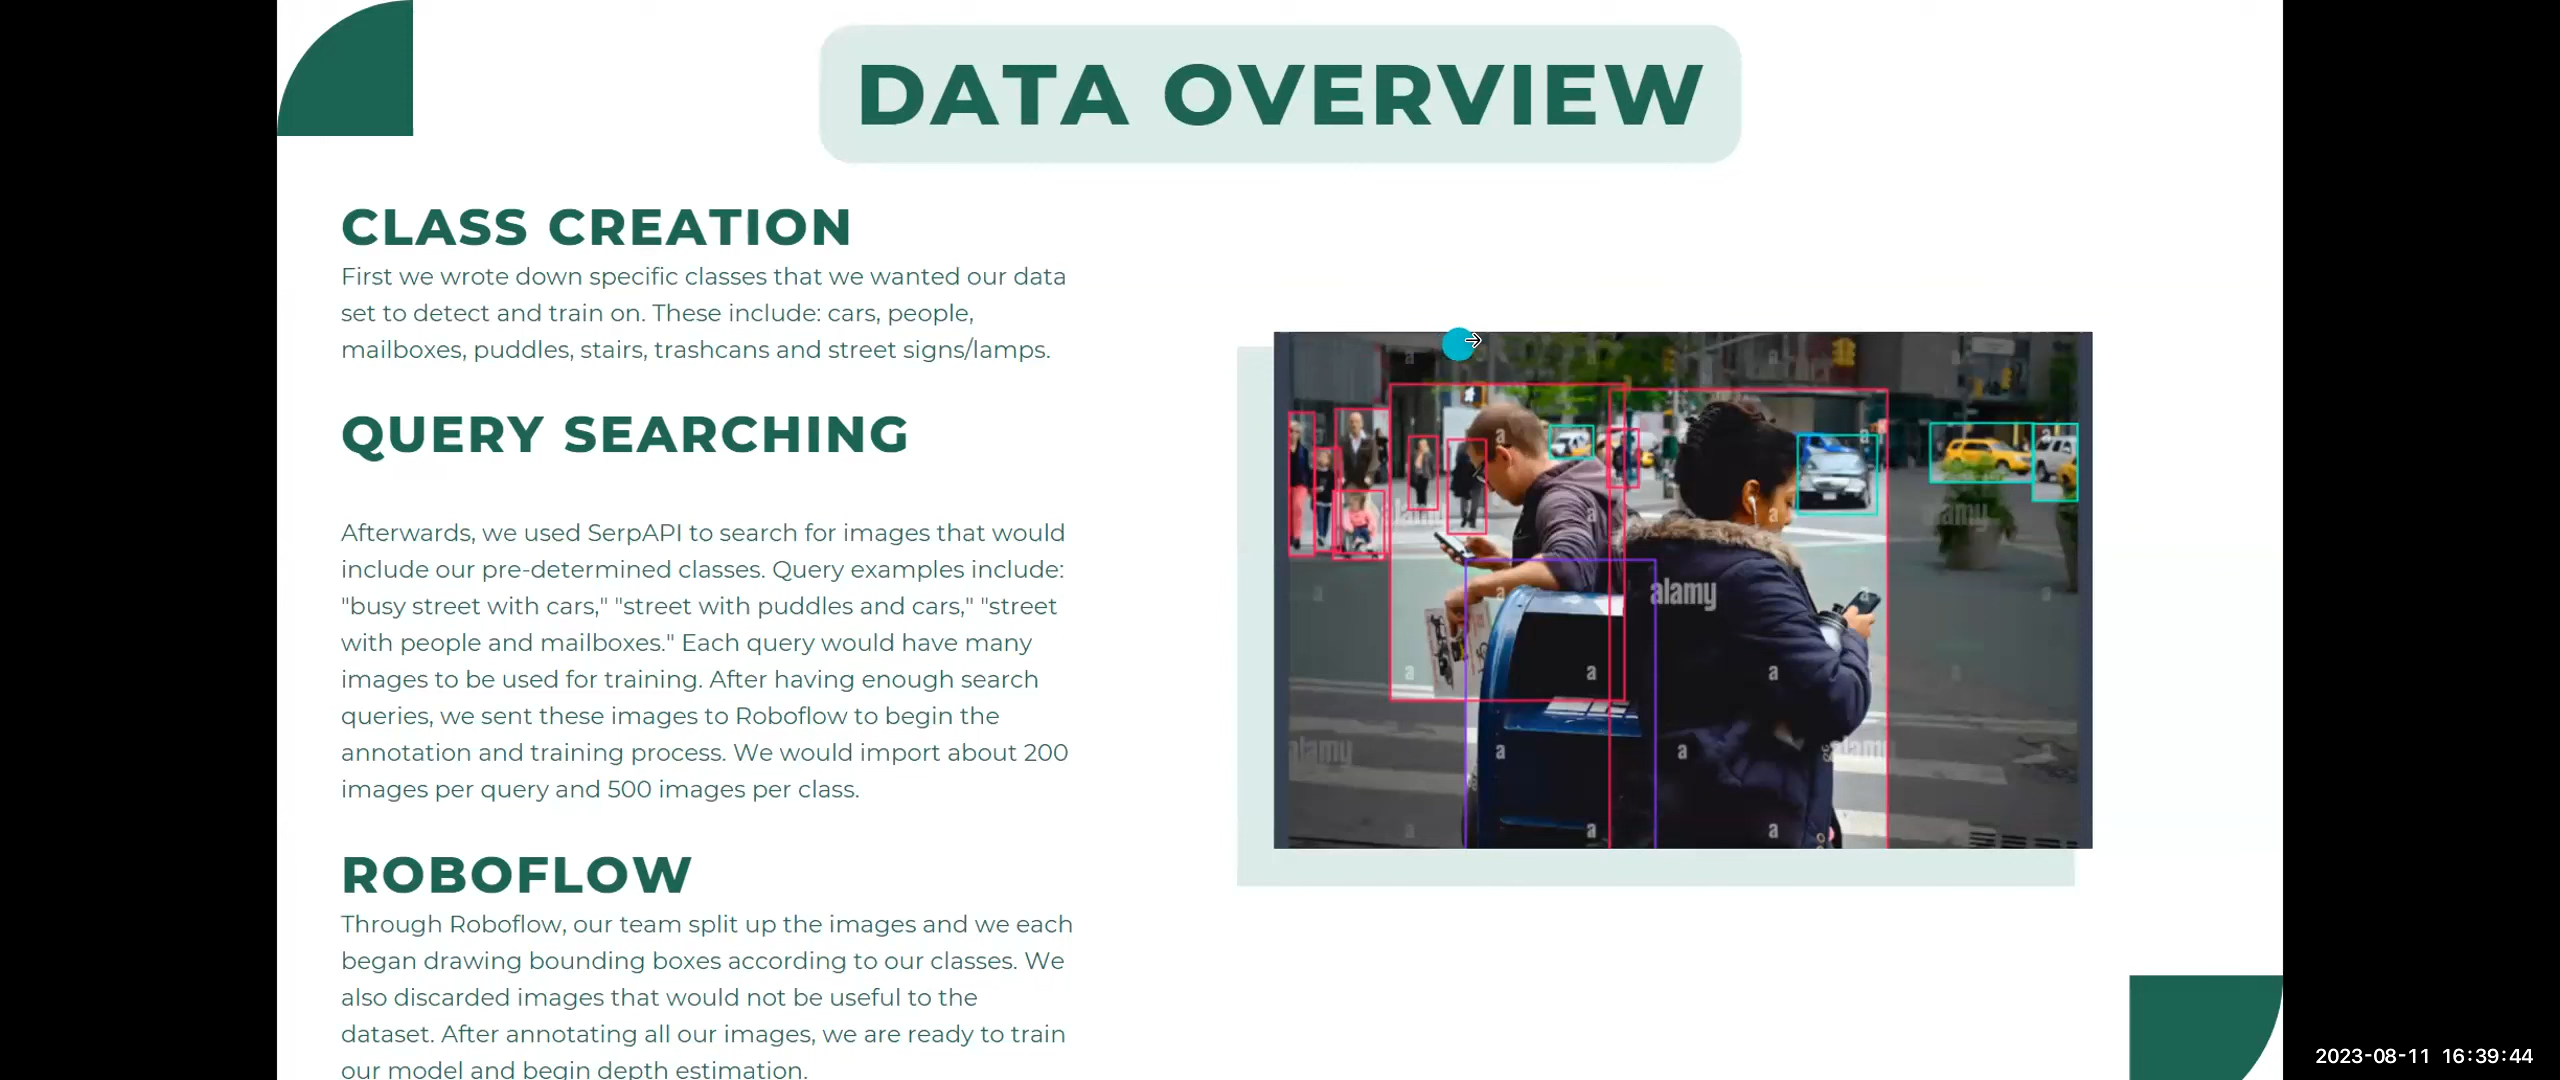 DATA OVERVIEW
CLASS CREATION
First we wrote down specific classes that we wanted our data
set to detect and train on. These include: cars, people,
mailboxes, puddles, stairs, trashcans and street signs/lamps.
QUERY SEARCHING
Afterwards, we used SerpAPI to search for images that would
include our pre-determined classes. Query examples include:
"busy street with cars," "street with puddles and cars," "street
with people and mailboxes." Each query would have many
images to be used for training. After having enough search
queries, we sent these images to Roboflow to begin the
annotation and training process. We would import about 200
images per query and 500 images per class.
ROBOFLOW
Through Roboflow, our team split up the images and we each
began drawing bounding boxes according to our classes. We
also discarded images that would not be useful to the
dataset. After annotating all our images, we are ready to train
our model and begin depth estimation.
alamy
alamy
alamy
alamy
alamy
2023-08-11 16:39:44